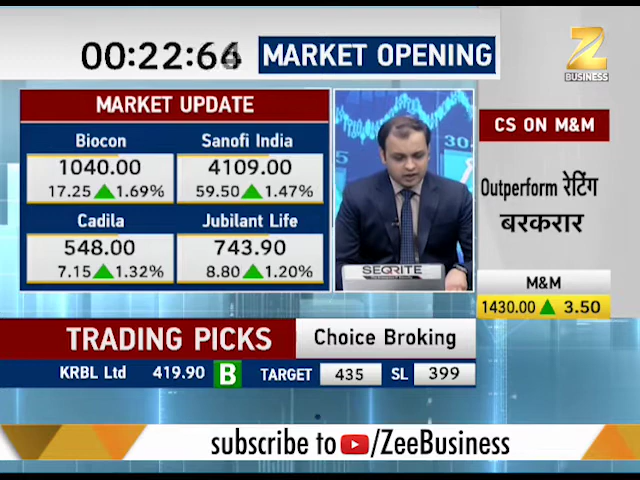 00:22:6
MARKET OPENING
Z
BUSINESS
MARKET UPDATE
Biocon
1040.00
17.25 ▲ 1.69%
Sanofi India
4109.00
59.50 ▲ 1.47%
Cadila
548.00
7.15 ▲ 1.32%
Jubilant Life
743.90
8.80 ▲ 1.20%
30.
SEQRITE
CS ON M&M
Outperform रेटिंग
बरकरार
M&M
1430.00 ▲ 3.50
TRADING PICKS
Choice Broking
KRBL Ltd 419.90 B TARGET 435 SL 399
subscribe to /ZeeBusiness